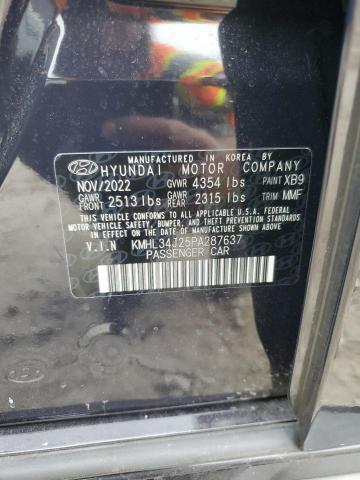 MANUFACTURED IN KOREA BY
HYUNDAI MOTOR COMPANY
NOV/2022 GVWR 4354 lbs PAINT XB9
GAWR FRONT 2513 lbs GAWR REAR 2315 lbs TRIM MMF
THIS VEHICLE CONFORMS TO ALL APPLICABLE U.S.A. FEDERAL
MOTOR VEHICLE SAFETY, BUMPER, AND THEFT PREVENTION
STANDARDS IN EFFECT ON THE DATE OF MANUFACTURE SHOWN ABOVE.
V.I.N KMHL34J25PA287637
PASSENGER CAR